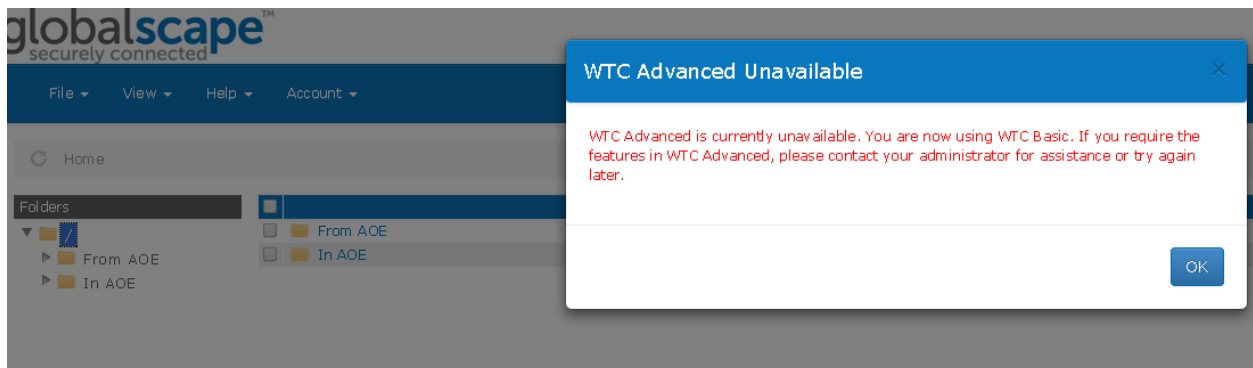 globalscape™
securely connected
File View Help Account
Home
Folders
/
From AOE
In AOE
From AOE
In AOE
WTC Advanced Unavailable
×
WTC Advanced is currently unavailable. You are now using WTC Basic. If you require the
features in WTC Advanced, please contact your administrator for assistance or try again
later.
OK